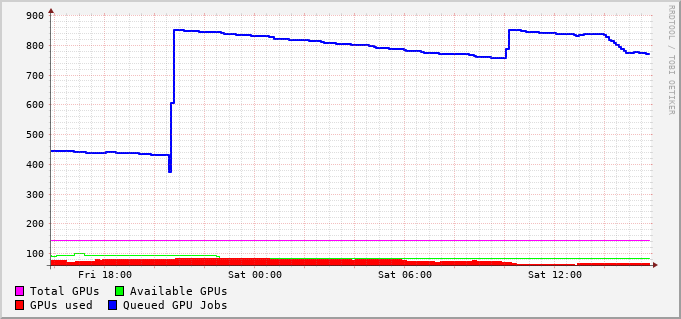 900
800
700
600
500
400
300
200
100
Fri 18:00 Sat 00:00 Sat 06:00 Sat 12:00
Total GPUs Available GPUs
GPUs used Queued GPU Jobs
RRDTOOL / TOBI OETIKER